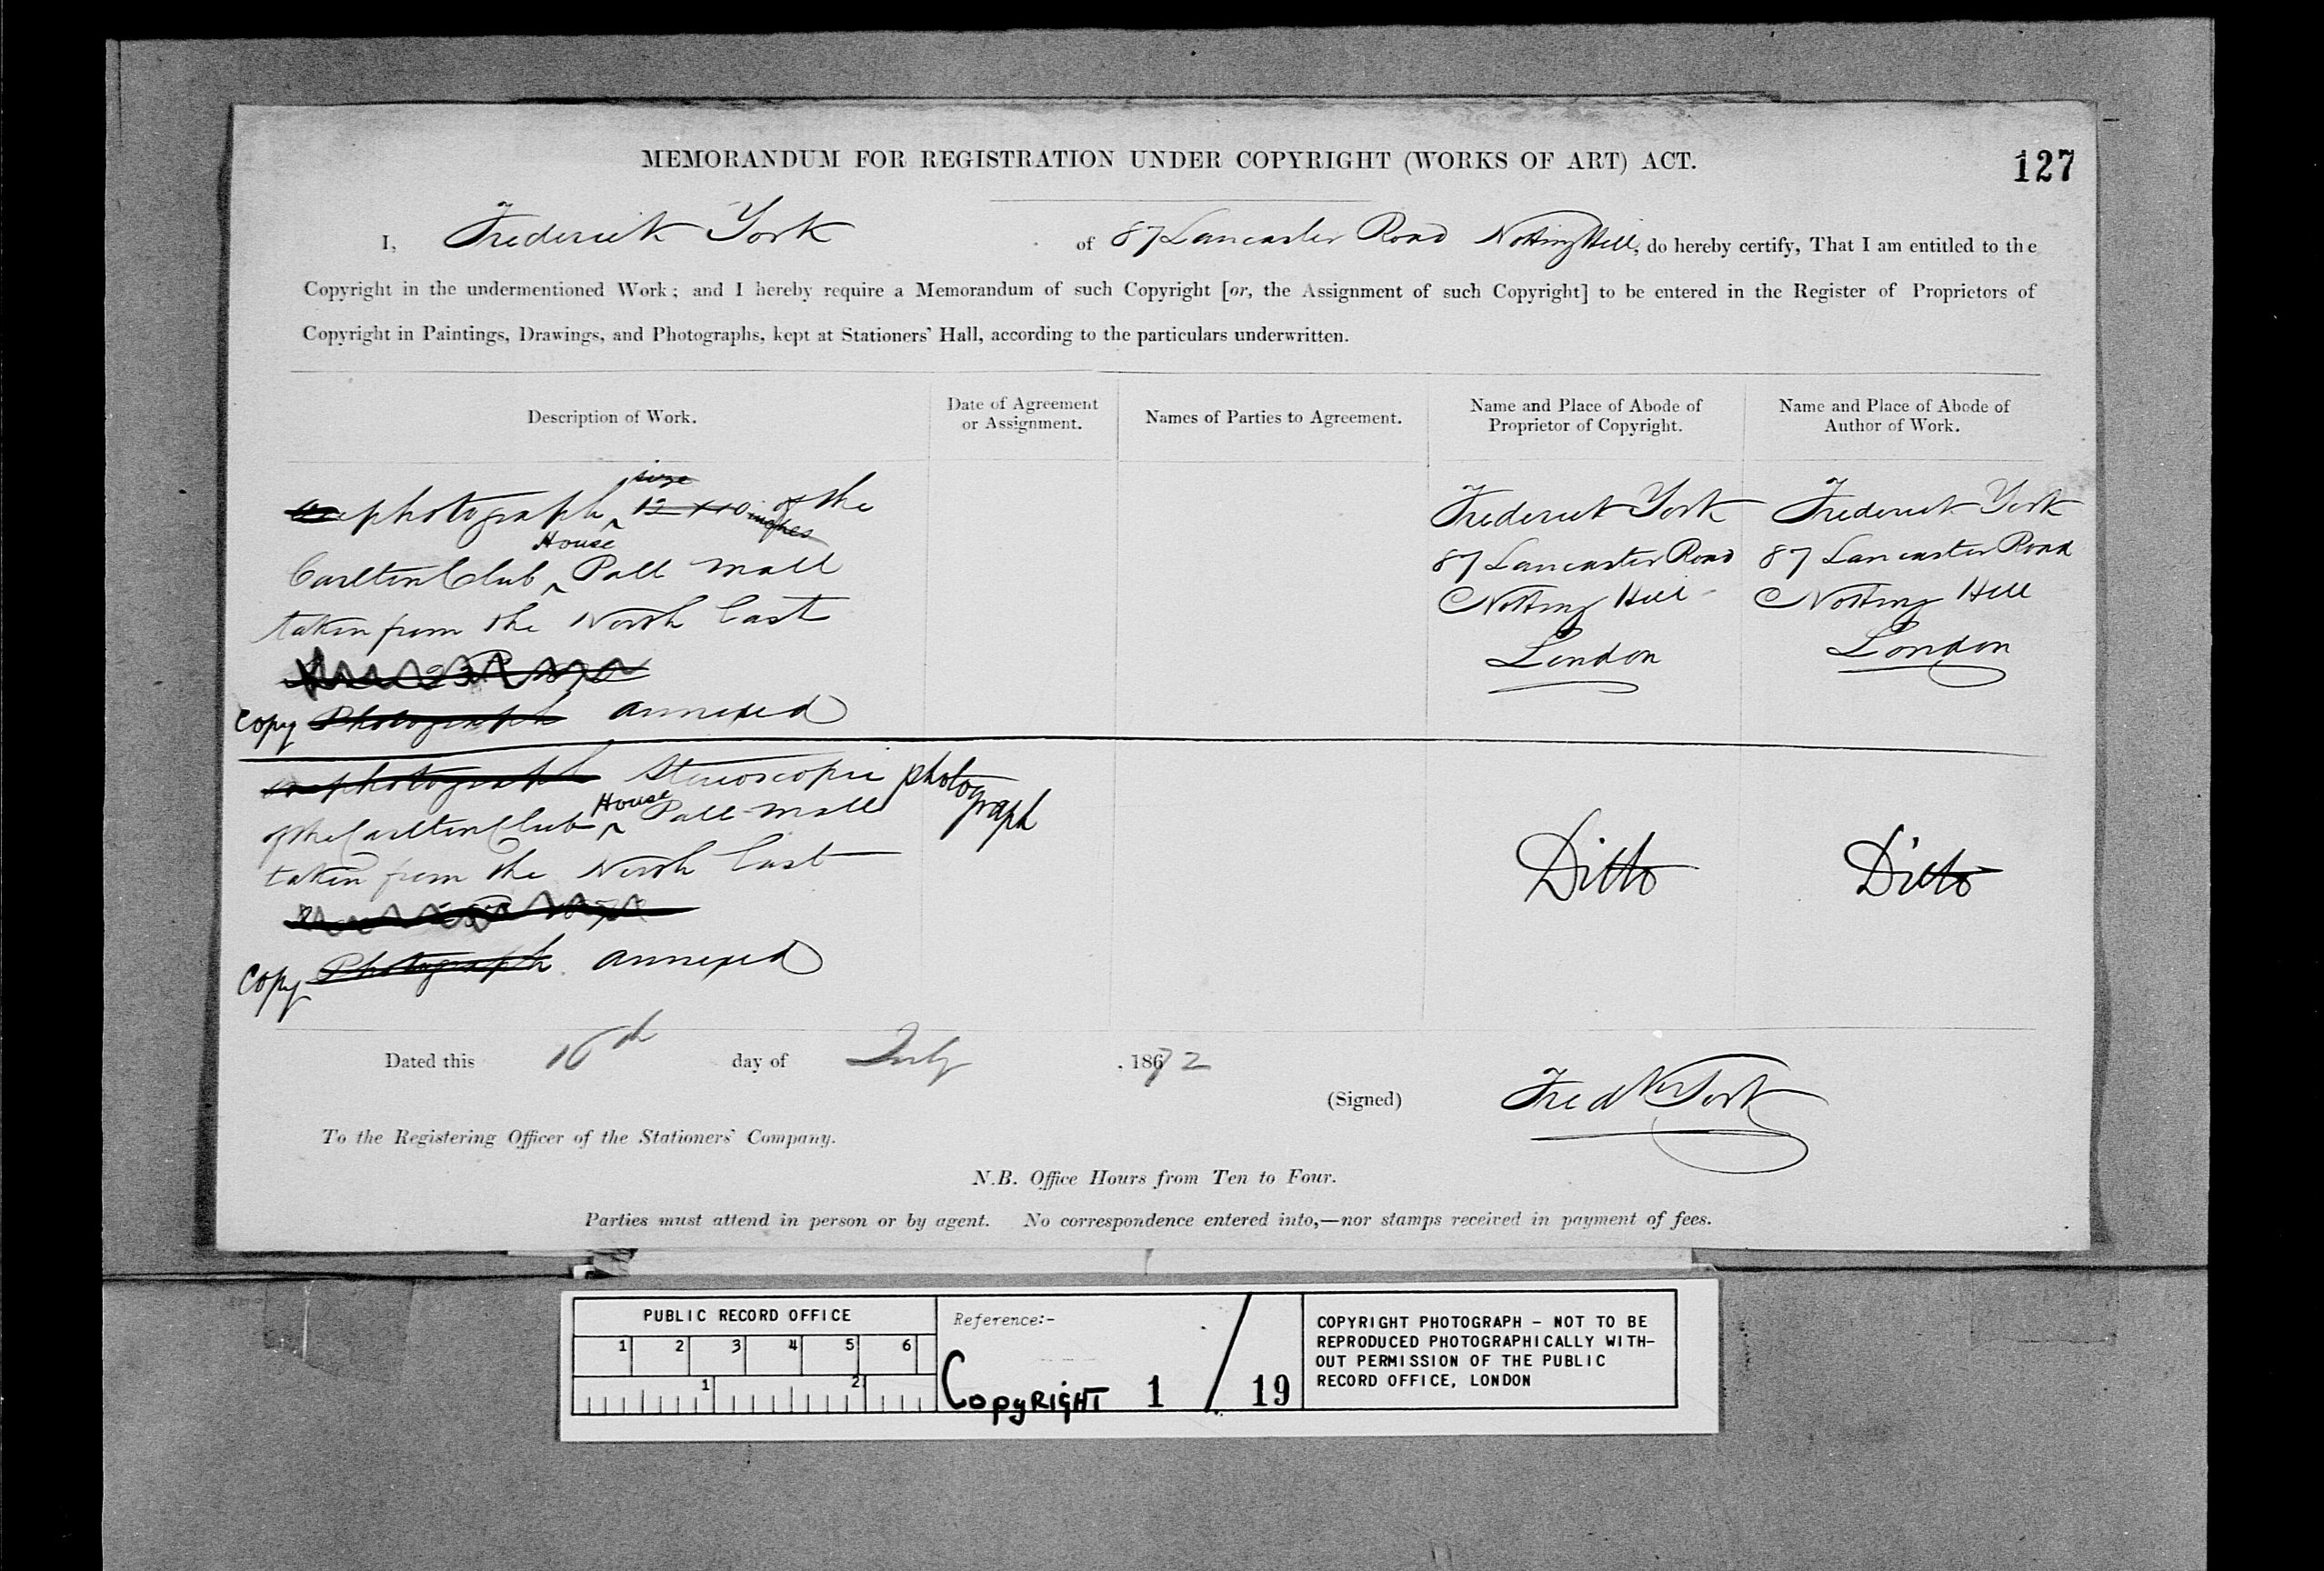 MEMORANDUM FOR REGISTRATION UNDER COPYRIGHT (WORKS OF ART) ACT.
127
I, Frederick York of 87 Lancaster Road Notting Hill, do hereby certify, That I am entitled to the
Copyright in the undermentioned Work; and I hereby require a Memorandum of such Copyright [or, the Assignment of such Copyright] to be entered in the Register of Proprietors of
Copyright in Paintings, Drawings, and Photographs, kept at Stationers' Hall, according to the particulars underwritten.
Description of Work.
Date of Agreement
or Assignment.
Names of Parties to Agreement.
Name and Place of Abode of
Proprietor of Copyright.
Name and Place of Abode of
Author of Work.
size
photograph 12 x 10 inches of the
House
Carlton Club Pall Mall
taken from the North East
Copy Photograph annexed
Frederick York
87 Lancaster Road
Notting Hill
London
Frederick York
87 Lancaster Road
Notting Hill
London
photograph Stereoscopic photograph
House
of the Carlton Club Pall Mall
taken from the North East
Copy Photograph annexed
Ditto
Ditto
Dated this 10th day of July, 1872
(Signed) Fredk York
To the Registering Officer of the Stationers' Company.
N.B. Office Hours from Ten to Four.
Parties must attend in person or by agent. No correspondence entered into,—nor stamps received in payment of fees.
PUBLIC RECORD OFFICE
1 2 3 4 5 6
1 2
Reference:-
COPYRIGHT 1 / 19
COPYRIGHT PHOTOGRAPH - NOT TO BE
REPRODUCED PHOTOGRAPHICALLY WITH-
OUT PERMISSION OF THE PUBLIC
RECORD OFFICE, LONDON